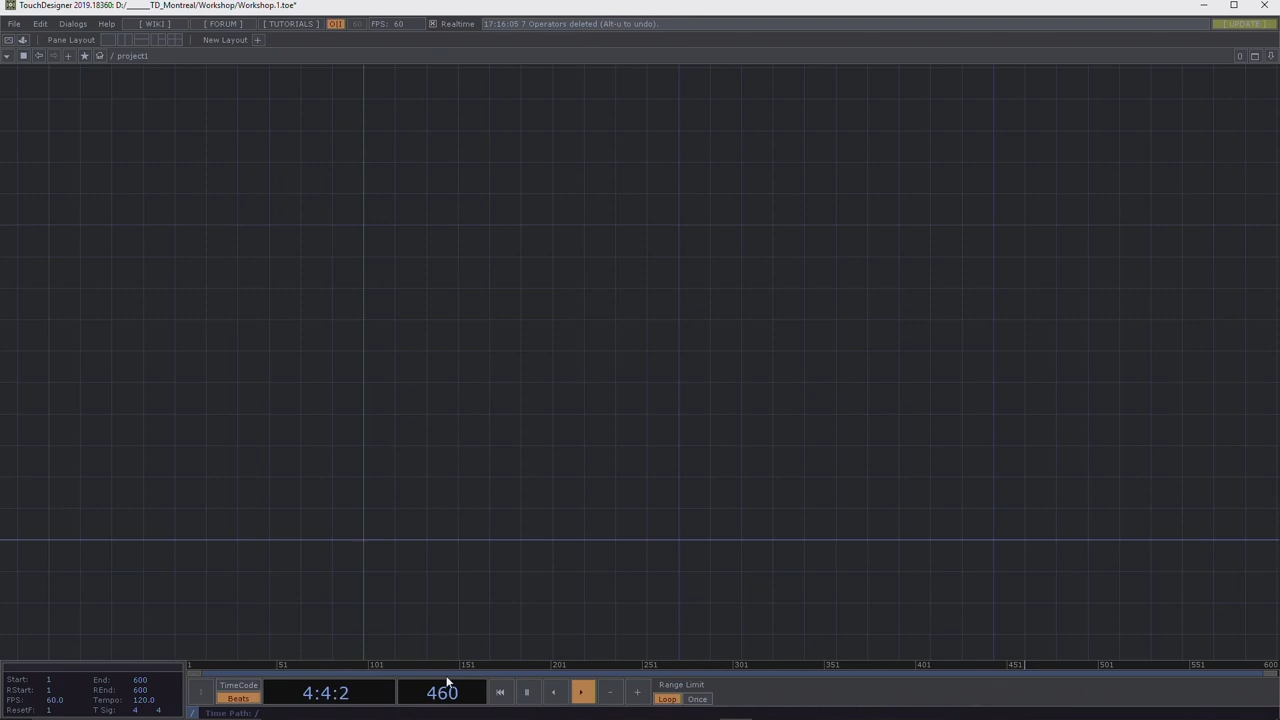 TouchDesigner 2019.18360: D:/______TD_Montreal/Workshop/Workshop.1.toe*
File Edit Dialogs Help [ WIKI ] [ FORUM ] [ TUTORIALS ] O|I 60 FPS: 60 Realtime 17:16:05 7 Operators deleted (Alt-u to undo). [ UPDATE ]
Pane Layout New Layout +
+ / project1 ()
1 51 101 151 201 251 301 351 401 451 501 551 600
Start: 1 End: 600
RStart: 1 REnd: 600
FPS: 60.0 Tempo: 120.0
ResetF: 1 T Sig: 4 4
TimeCode
Beats
4:4:2 460 - +
Range Limit
Loop Once
/ Time Path: /